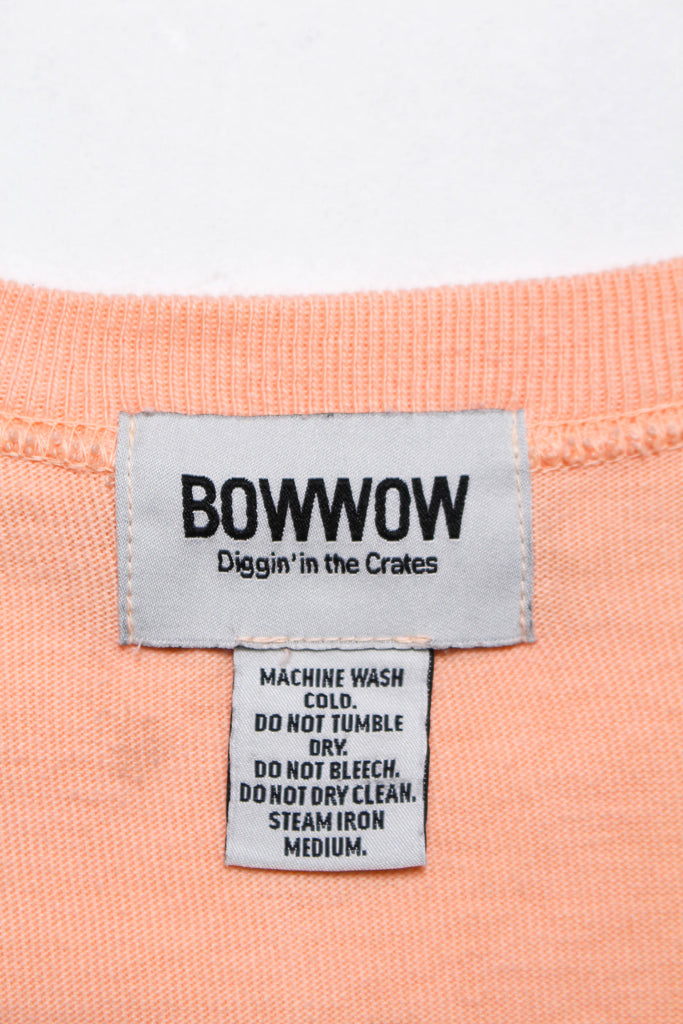 BOWWOW
Diggin' in the Crates
MACHINE WASH
COLD.
DO NOT TUMBLE
DRY.
DO NOT BLEECH.
DO NOT DRY CLEAN.
STEAM IRON
MEDIUM.